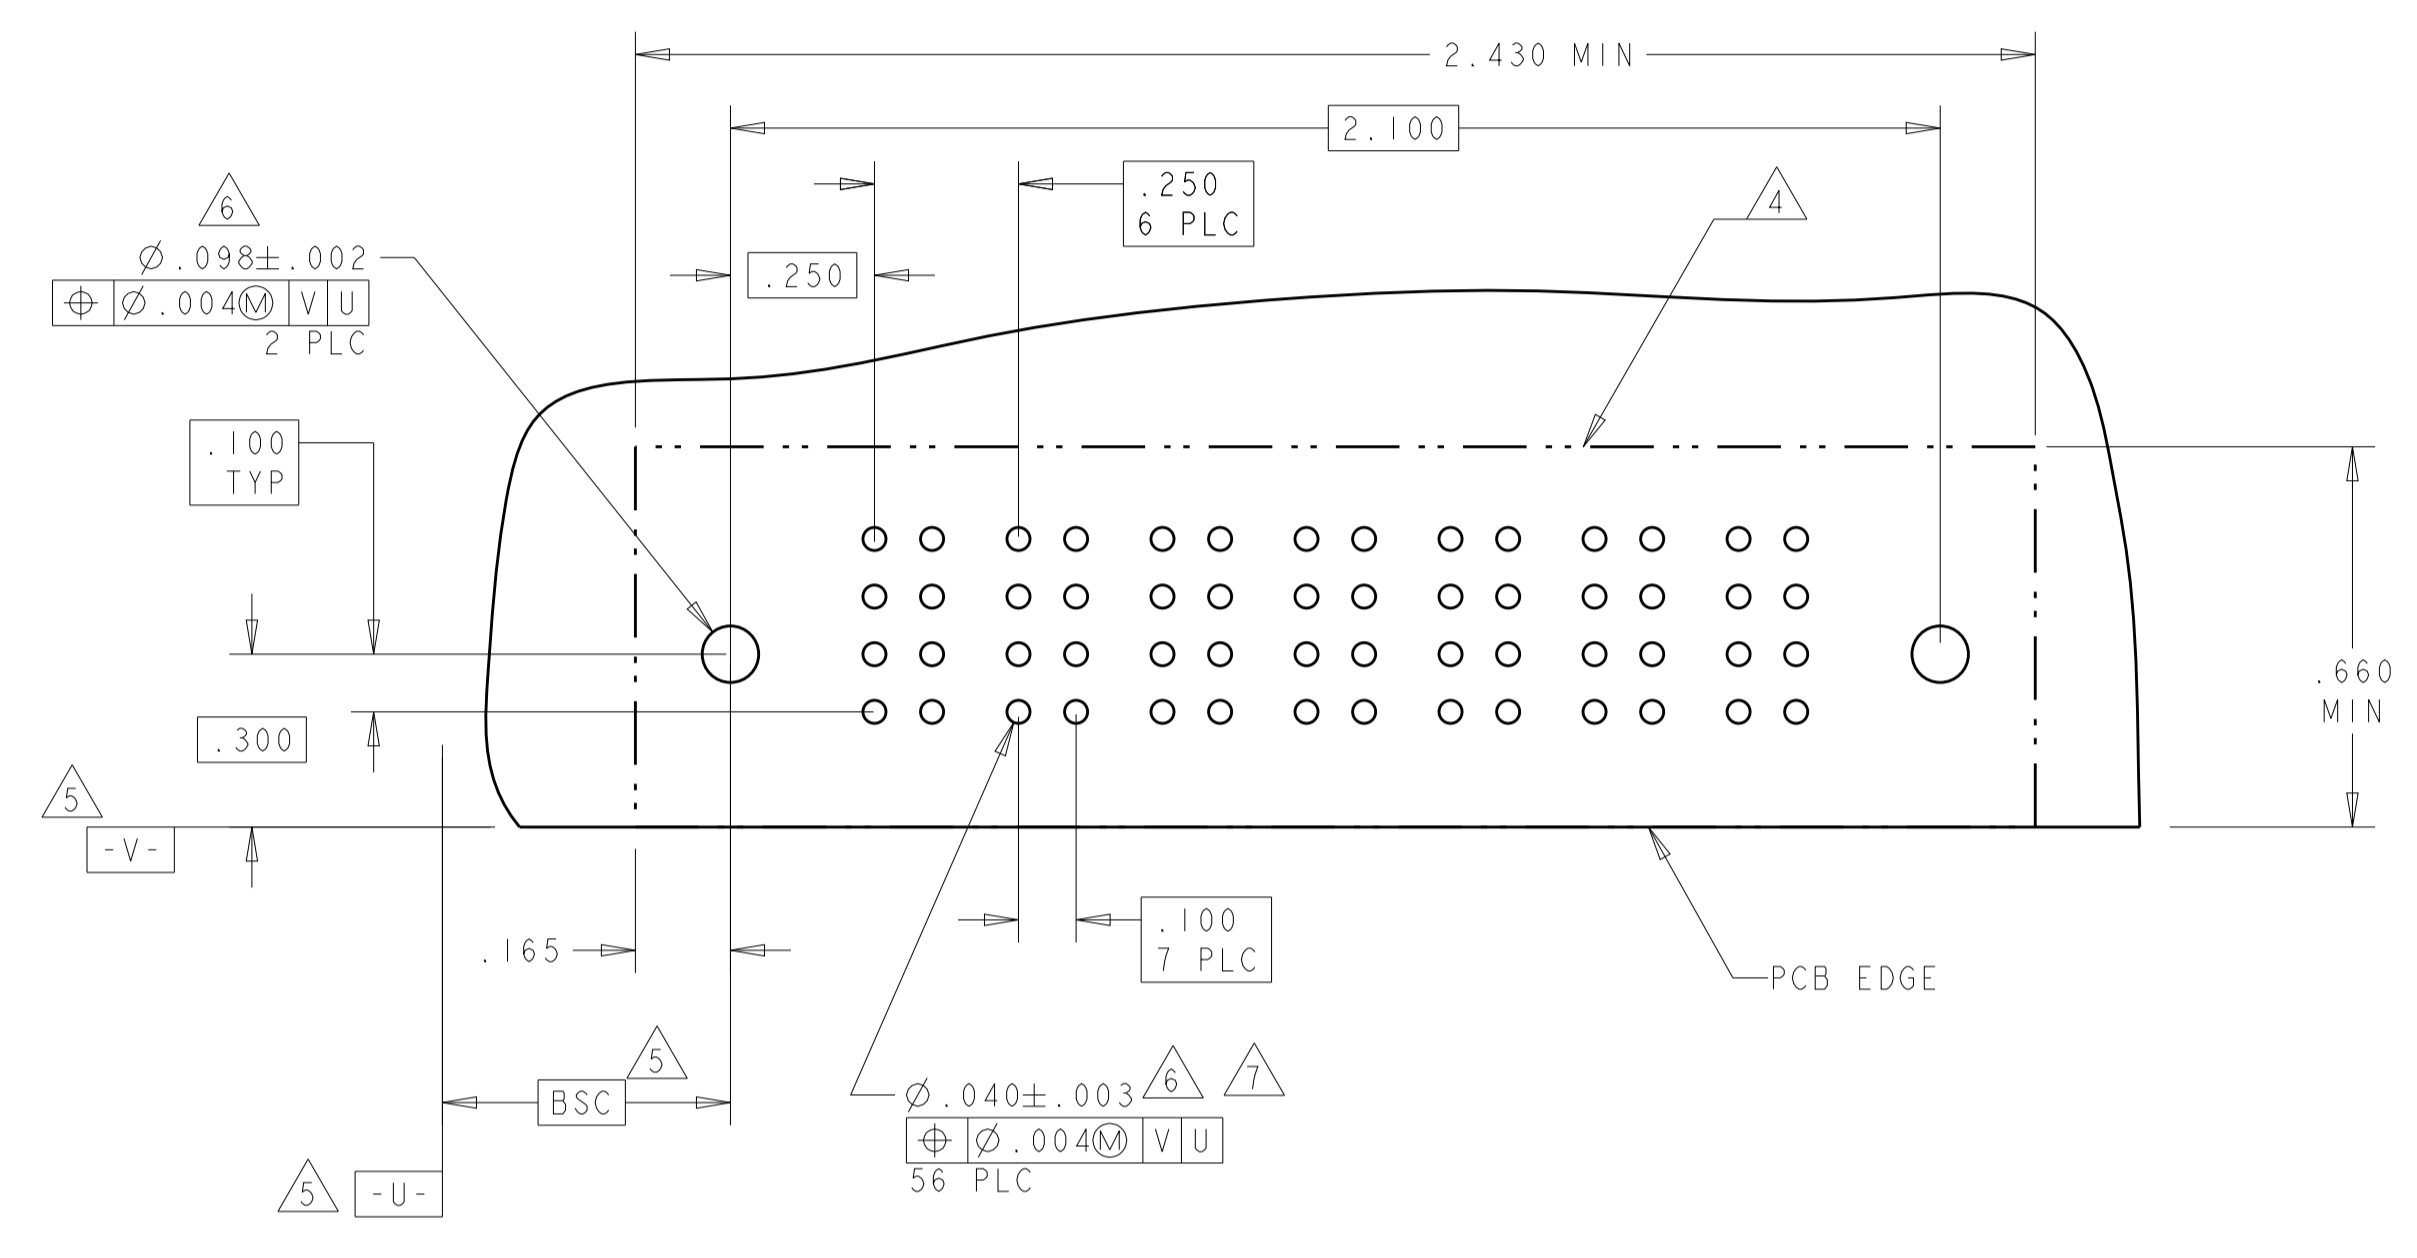 2.430 MIN
2.100
.250
6 PLC
4
6
.250
⌀.098±.002
⌖ ⌀.004Ⓜ V U
2 PLC
.100
TYP
.660
MIN
.300
5
-V-
.100
7 PLC
.165
PCB EDGE
5
BSC
⌀.040±.003
6
7
⌖ ⌀.004Ⓜ V U
56 PLC
5
-U-